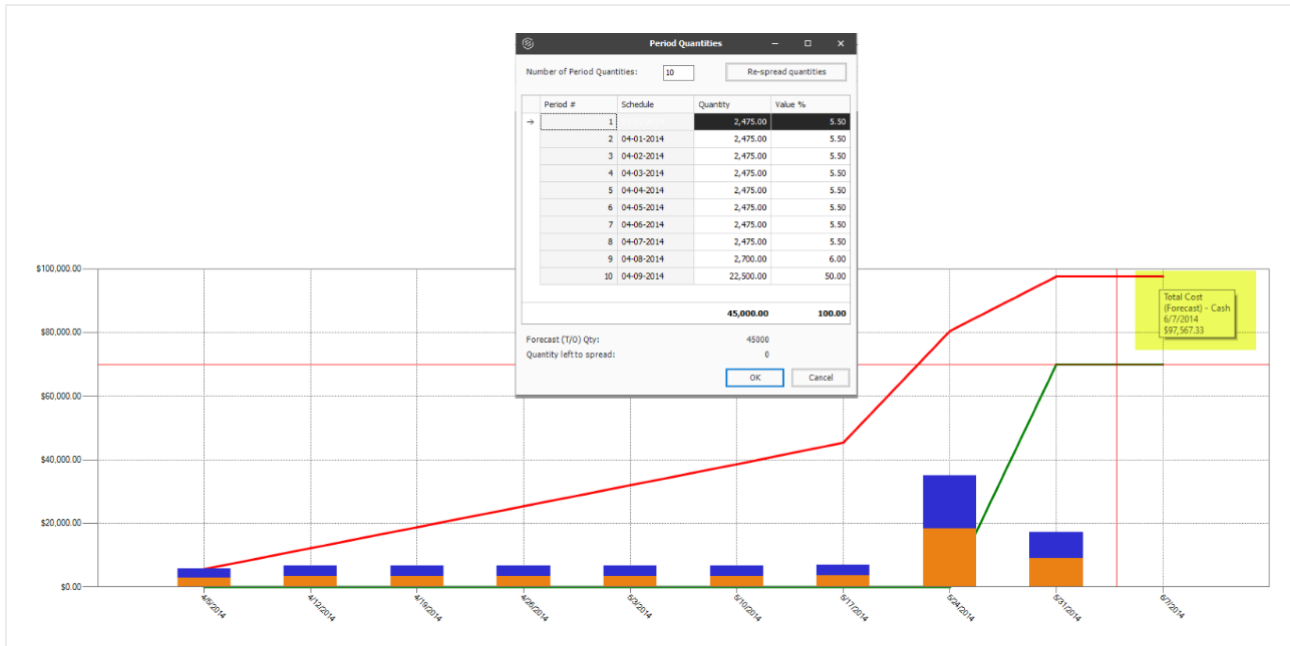 Period Quantities
Number of Period Quantities: 10 Re-spread quantities
Period # Schedule Quantity Value %
1 2,475.00 5.50
2 04-01-2014 2,475.00 5.50
3 04-02-2014 2,475.00 5.50
4 04-03-2014 2,475.00 5.50
5 04-04-2014 2,475.00 5.50
6 04-05-2014 2,475.00 5.50
7 04-06-2014 2,475.00 5.50
8 04-07-2014 2,475.00 5.50
9 04-08-2014 2,700.00 6.00
10 04-09-2014 22,500.00 50.00
45,000.00 100.00
Forecast (T/O) Qty: 45000
Quantity left to spread: 0
OK Cancel
$100,000.00
$80,000.00
$60,000.00
$40,000.00
$20,000.00
$0.00
Total Cost
(Forecast) - Cash
6/7/2014
$97,567.33
4/5/2014 4/12/2014 4/19/2014 4/26/2014 5/3/2014 5/10/2014 5/17/2014 5/24/2014 5/31/2014 6/7/2014